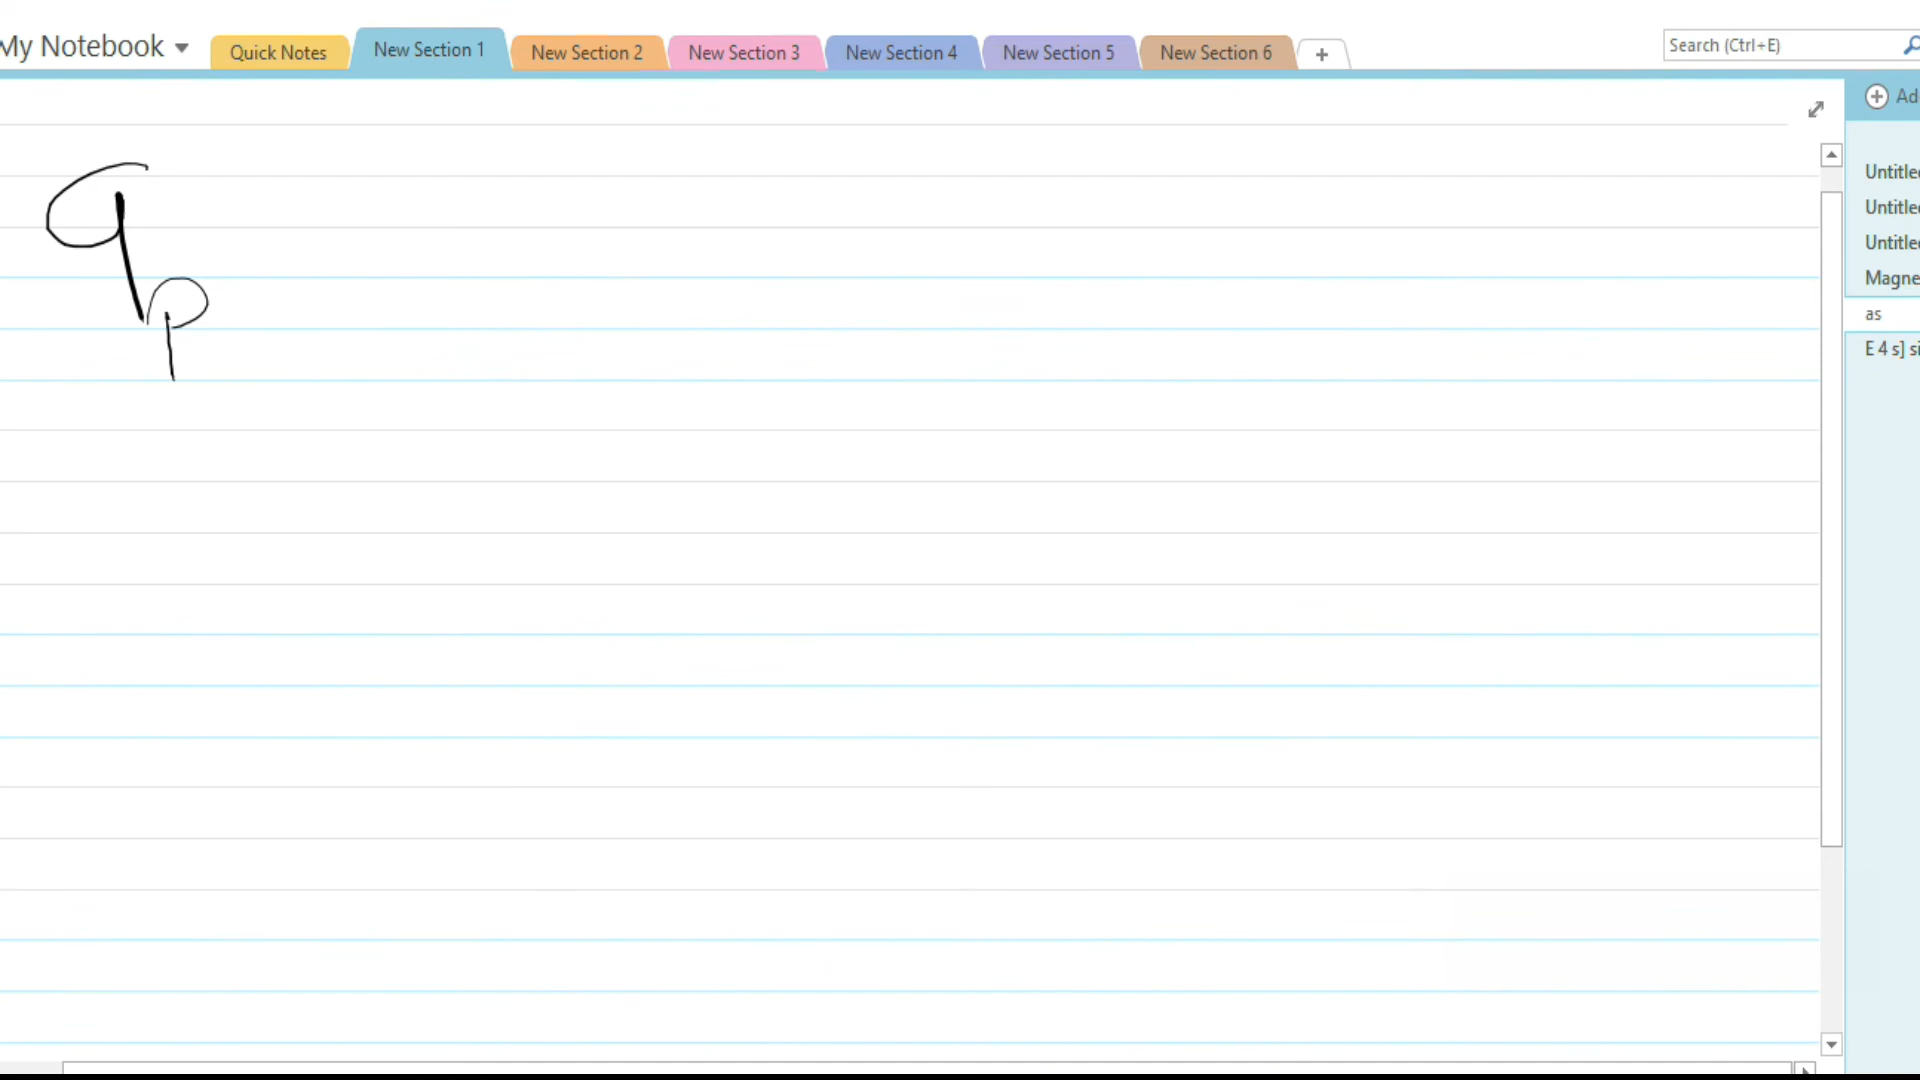 My Notebook Quick Notes New Section 1 New Section 2 New Section 3 New Section 4 New Section 5 New Section 6 + Search (Ctrl+E)
Ad
Untitle
Untitle
Untitle
Magne
as
E 4 s] si
q
p